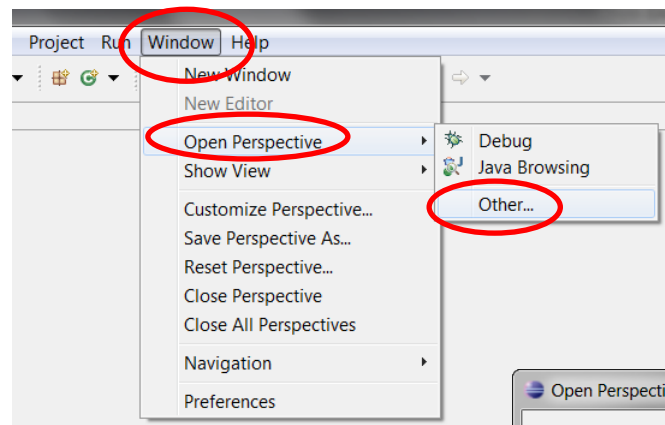 Project Run Window Help
New Window
New Editor
Open Perspective
Debug
Show View
Java Browsing
Customize Perspective...
Other...
Save Perspective As...
Reset Perspective...
Close Perspective
Close All Perspectives
Navigation
Preferences
Open Perspecti